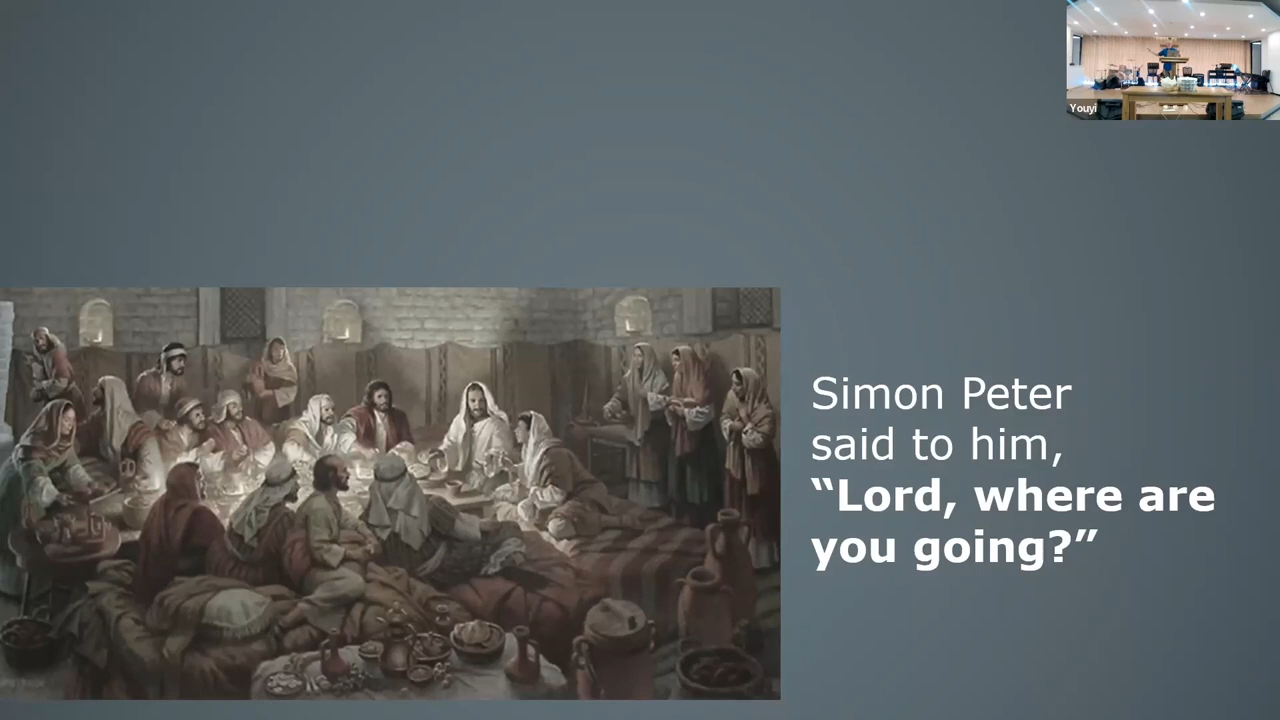 Youyi
Simon Peter
said to him,
“Lord, where are
you going?”